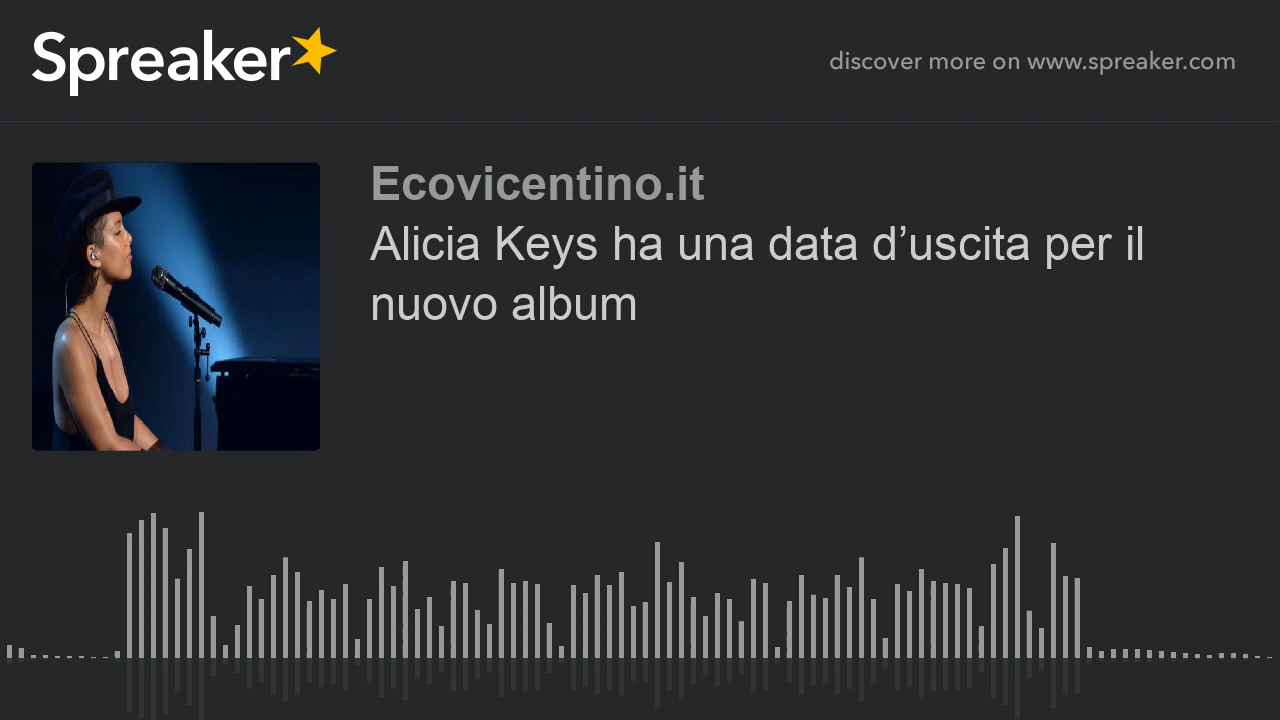 Spreaker
discover more on www.spreaker.com
Ecovicentino.it
Alicia Keys ha una data d’uscita per il
nuovo album